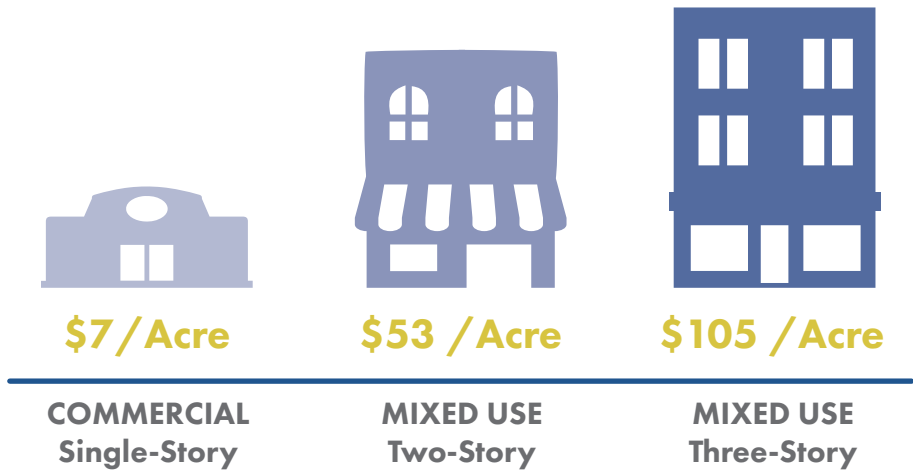 $7/Acre
$53 /Acre
$105 /Acre
COMMERCIAL
Single-Story
MIXED USE
Two-Story
MIXED USE
Three-Story